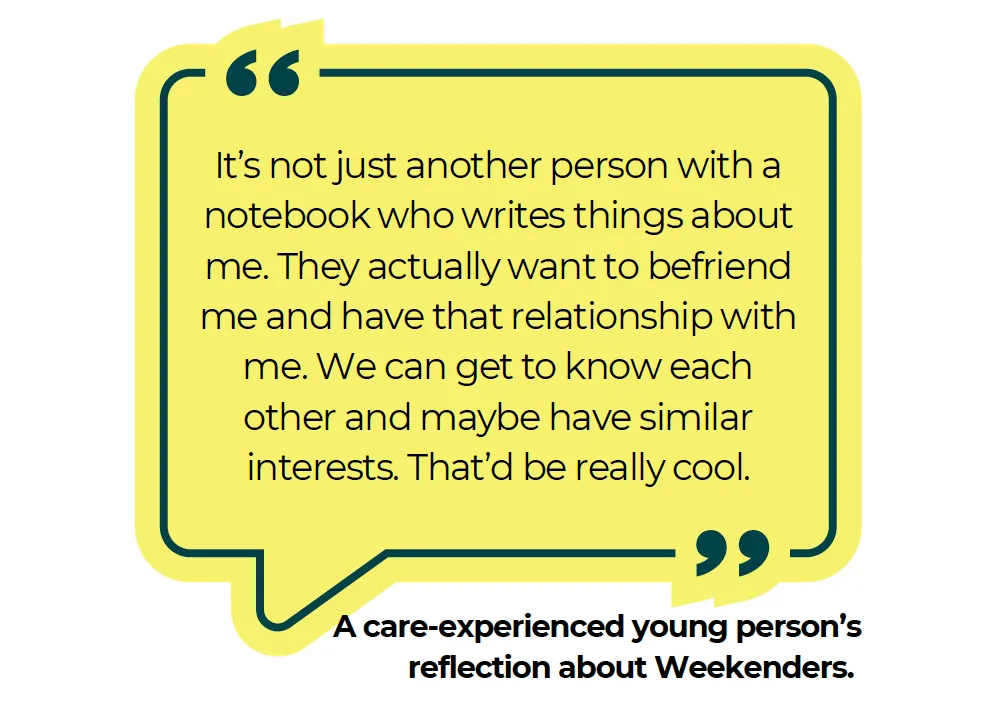 “
It’s not just another person with a
notebook who writes things about
me. They actually want to befriend
me and have that relationship with
me. We can get to know each
other and maybe have similar
interests. That’d be really cool.
”
A care-experienced young person’s
reflection about Weekenders.